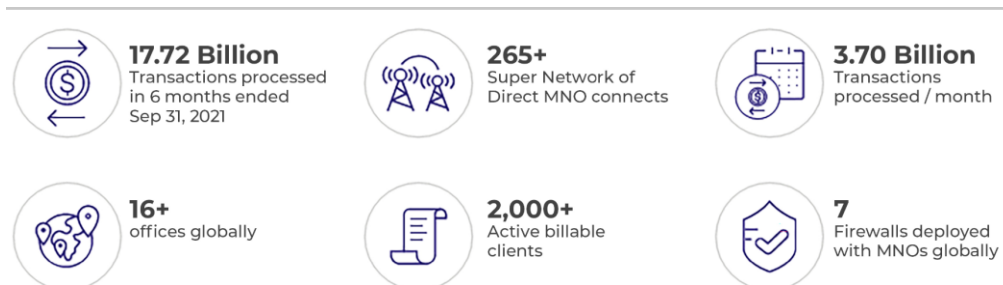 17.72 Billion
Transactions processed
in 6 months ended
Sep 31, 2021
265+
Super Network of
Direct MNO connects
3.70 Billion
Transactions
processed / month
16+
offices globally
2,000+
Active billable
clients
7
Firewalls deployed
with MNOs globally